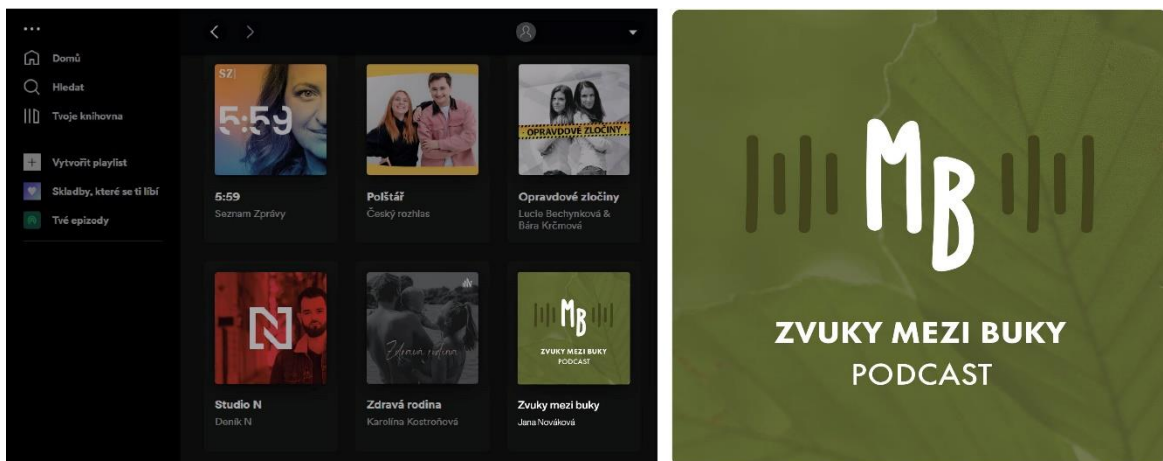 Domů
Hledat
Tvoje knihovna
Vytvořit playlist
Skladby, které se ti líbí
Tvé epizody
SZ|
5:59
OPRAVDOVÉ ZLOČINY
5:59
Seznam Zprávy
Polštář
Český rozhlas
Opravdové zločiny
Lucie Bechynková &
Bára Krčmová
N
Zdravá rodina
MB
ZVUKY MEZI BUKY
PODCAST
Studio N
Deník N
Zdravá rodina
Karolína Kostroňová
Zvuky mezi buky
Jana Nováková
MB
ZVUKY MEZI BUKY
PODCAST